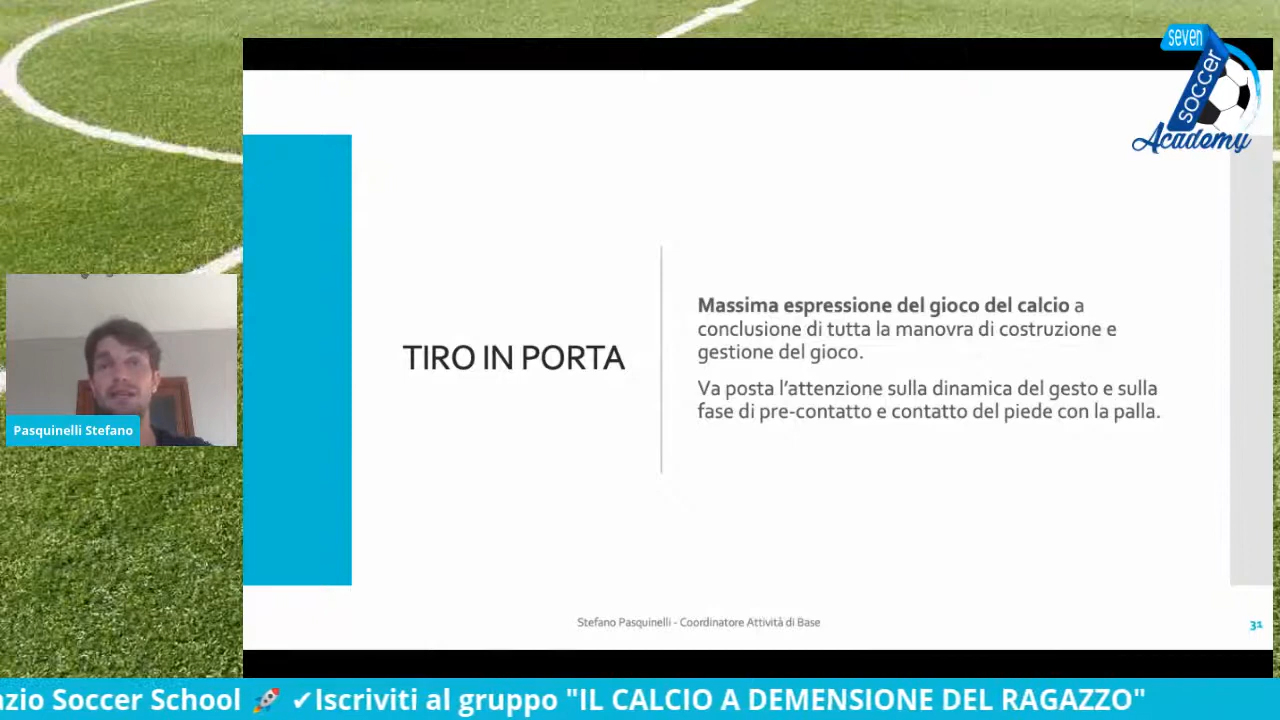 seven
SOCCER
Academy
TIRO IN PORTA
Massima espressione del gioco del calcio a
conclusione di tutta la manovra di costruzione e
gestione del gioco.
Va posta l'attenzione sulla dinamica del gesto e sulla
fase di pre-contatto e contatto del piede con la palla.
Pasquinelli Stefano
Stefano Pasquinelli - Coordinatore Attività di Base
31
Soccer School 🚀 ✔Iscriviti al gruppo "IL CALCIO A DEMENSIONE DEL RAGAZZO"